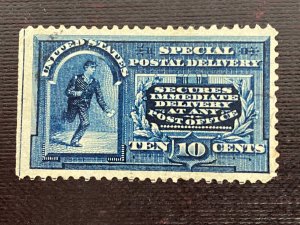 UNITED STATES
SPECIAL
POSTAL DELIVERY
SECURES
IMMEDIATE
DELIVERY
AT ANY
POST OFFICE
TEN 10 CENTS